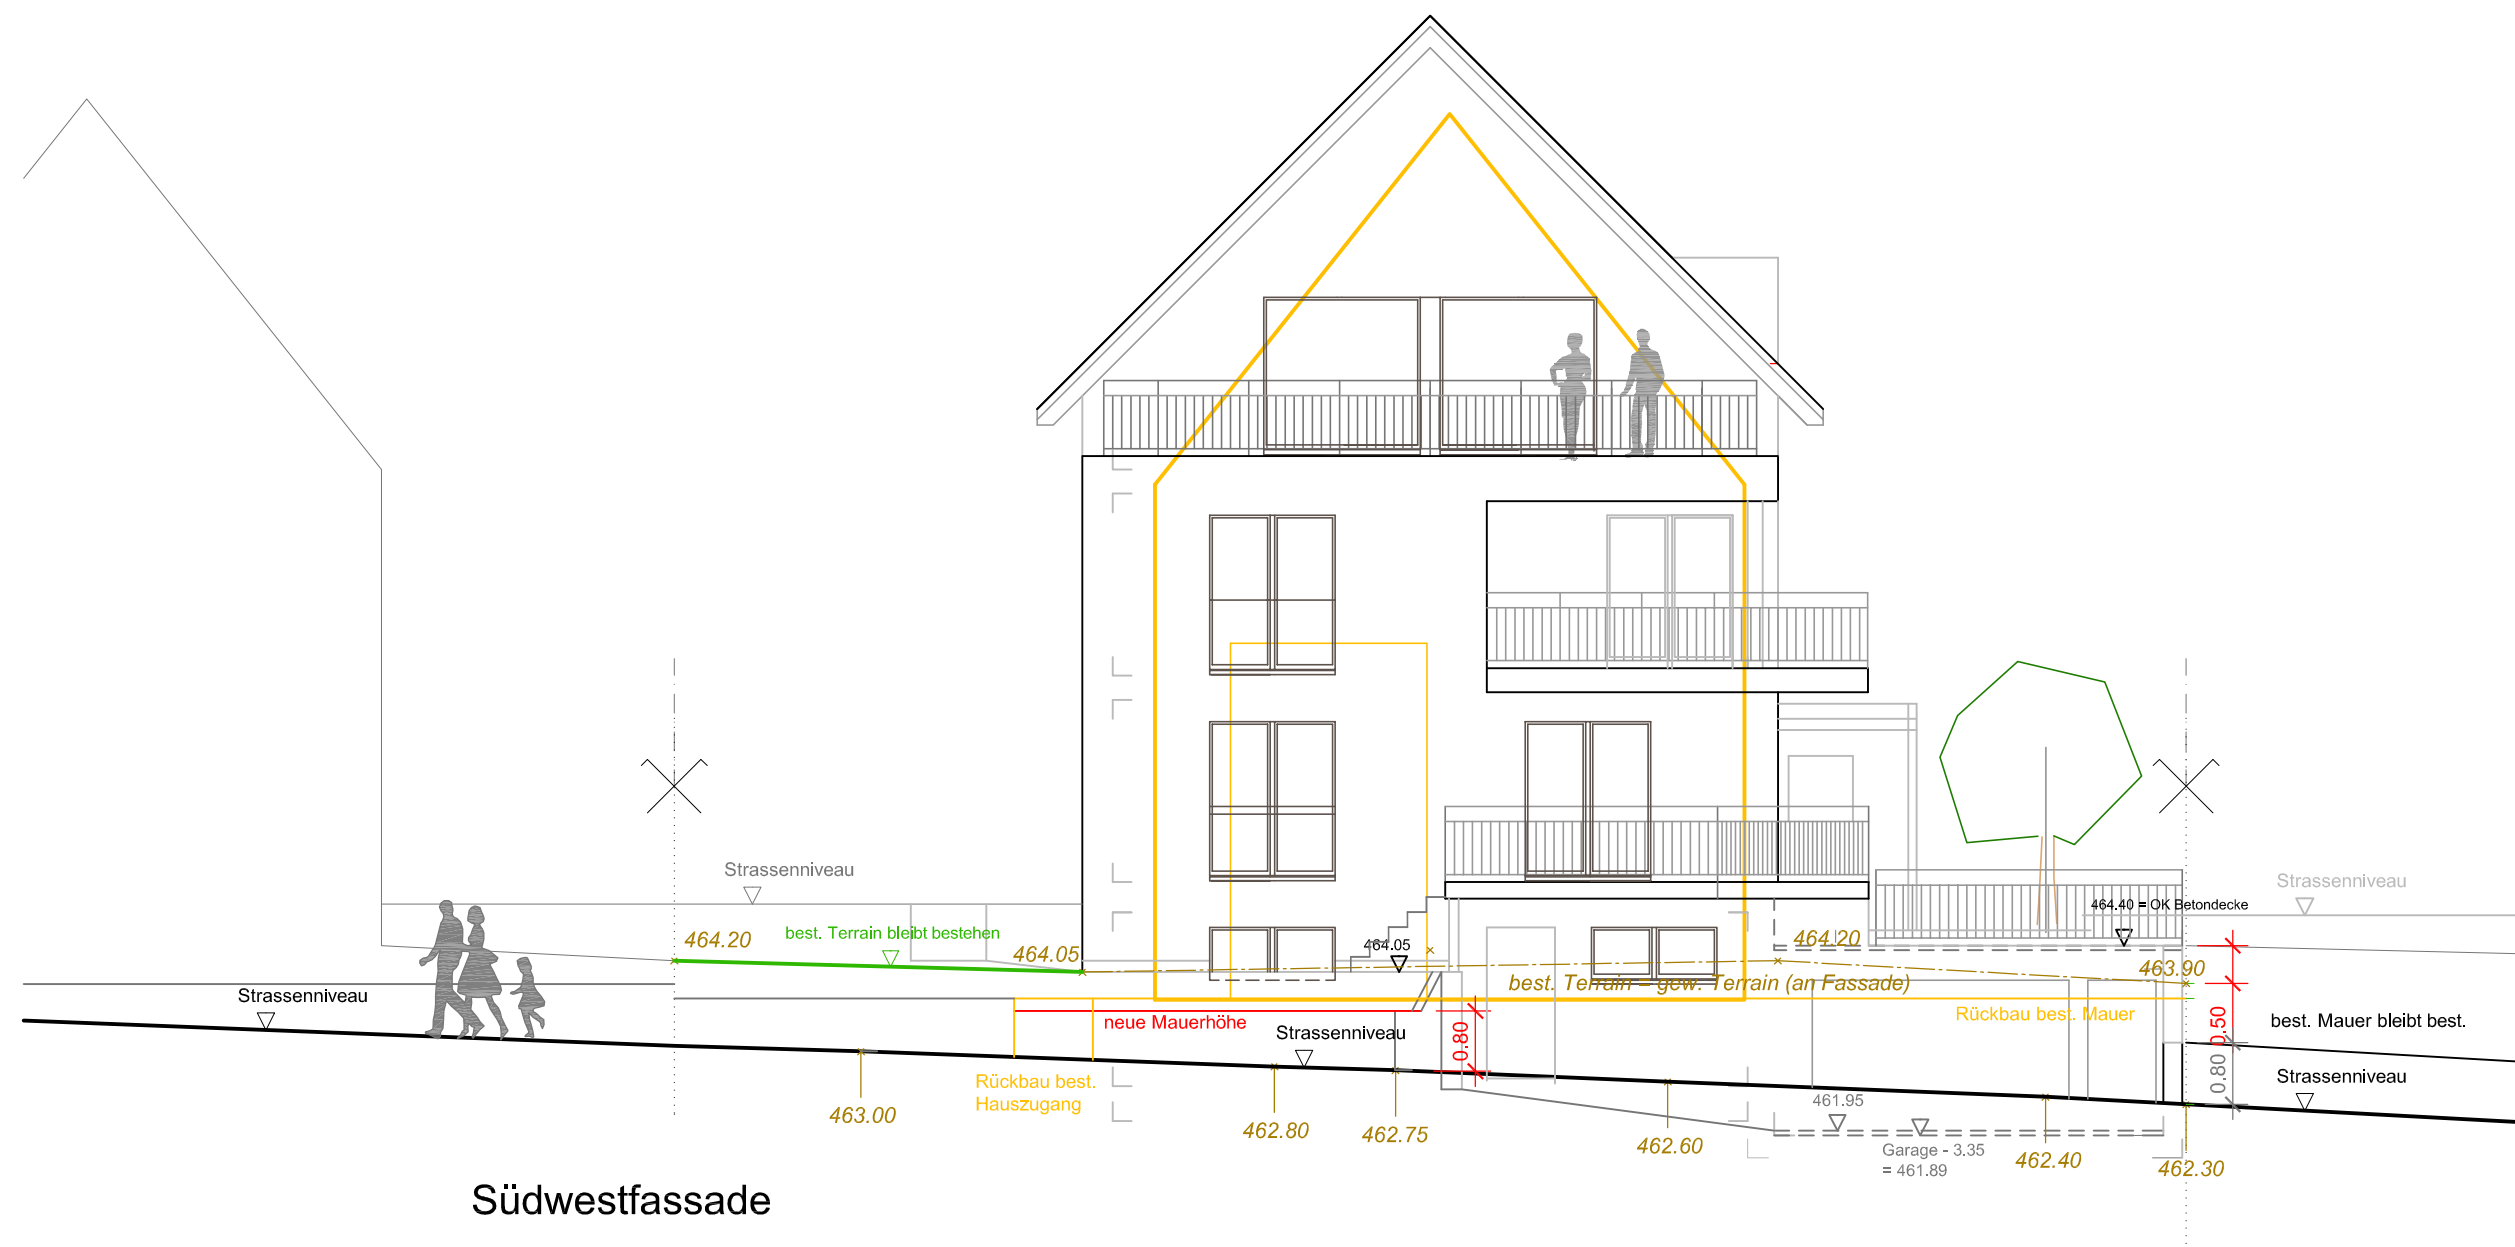 Strassenniveau
464.20
best. Terrain bleibt bestehen
464.05
464.05
464.20
Strassenniveau
464.40 = OK Betondecke
463.90
best. Terrain = gew. Terrain (an Fassade)
Strassenniveau
neue Mauerhöhe
Strassenniveau
0.80
Rückbau best. Mauer
0.50
best. Mauer bleibt best.
0.80
Strassenniveau
Rückbau best.
Hauszugang
463.00
462.80
462.75
462.60
461.95
Garage - 3.35
= 461.89
462.40
462.30
Südwestfassade